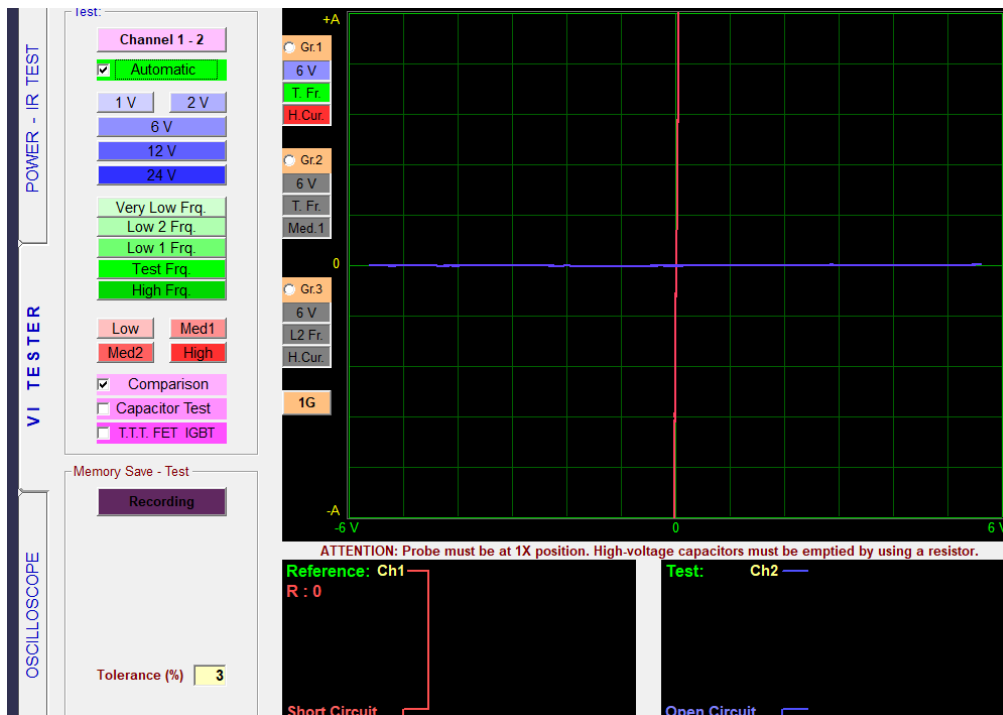 POWER - IR TEST
VI TESTER
OSCILLOSCOPE
Test:
Channel 1 - 2
Automatic
1 V
2 V
6 V
12 V
24 V
Very Low Frq.
Low 2 Frq.
Low 1 Frq.
Test Frq.
High Frq.
Low
Med1
Med2
High
Comparison
Capacitor Test
T.T.T. FET IGBT
Memory Save - Test
Recording
Tolerance (%) 3
Gr.1
6 V
T. Fr.
H.Cur.
Gr.2
6 V
T. Fr.
Med.1
Gr.3
6 V
L2 Fr.
H.Cur.
1G
+A
0
-A
-6 V
0
6 V
ATTENTION: Probe must be at 1X position. High-voltage capacitors must be emptied by using a resistor.
Reference: Ch1
R : 0
Short Circuit
Test: Ch2
Open Circuit